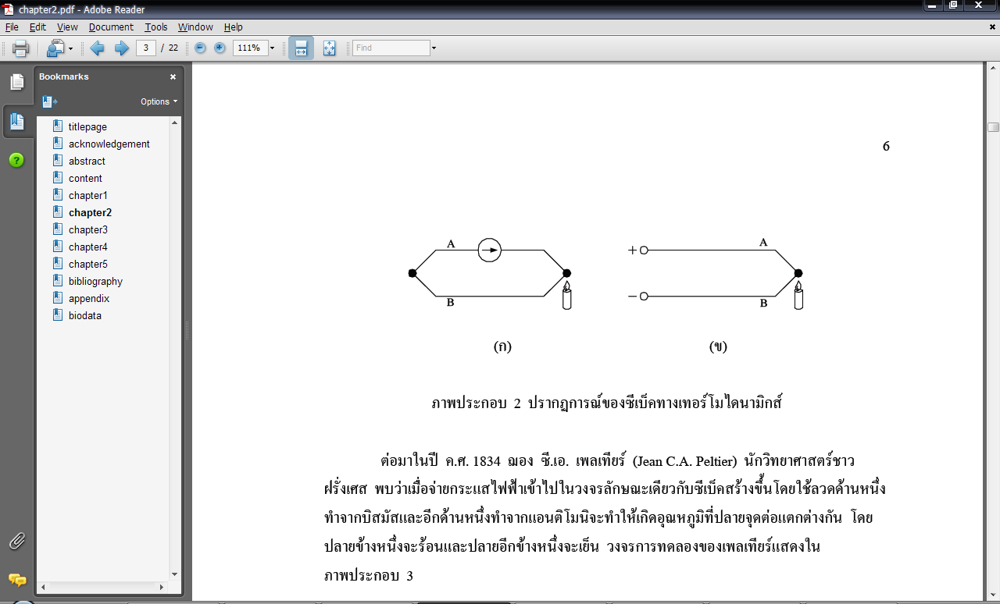 chapter2.pdf - Adobe Reader
File Edit View Document Tools Window Help
3 / 22 111% Find
Bookmarks
Options
titlepage
acknowledgement
abstract
content
chapter1
chapter2
chapter3
chapter4
chapter5
bibliography
appendix
biodata
6
A
B
(ก)
+ A
− B
(ข)
ภาพประกอบ 2 ปรากฏการณ์ของซีเบ็คทางเทอร์โมไดนามิกส์
ต่อมาในปี ค.ศ. 1834 ฌอง ซี.เอ. เพลเทียร์ (Jean C.A. Peltier) นักวิทยาศาสตร์ชาว
ฝรั่งเศส พบว่าเมื่อจ่ายกระแสไฟฟ้าเข้าไปในวงจรลักษณะเดียวกับซีเบ็คสร้างขึ้นโดยใช้ลวดด้านหนึ่ง
ทำจากบิสมัสและอีกด้านหนึ่งทำจากแอนติโมนิจะทำให้เกิดอุณหภูมิที่ปลายจุดต่อแตกต่างกัน โดย
ปลายข้างหนึ่งจะร้อนและปลายอีกข้างหนึ่งจะเย็น วงจรการทดลองของเพลเทียร์แสดงใน
ภาพประกอบ 3